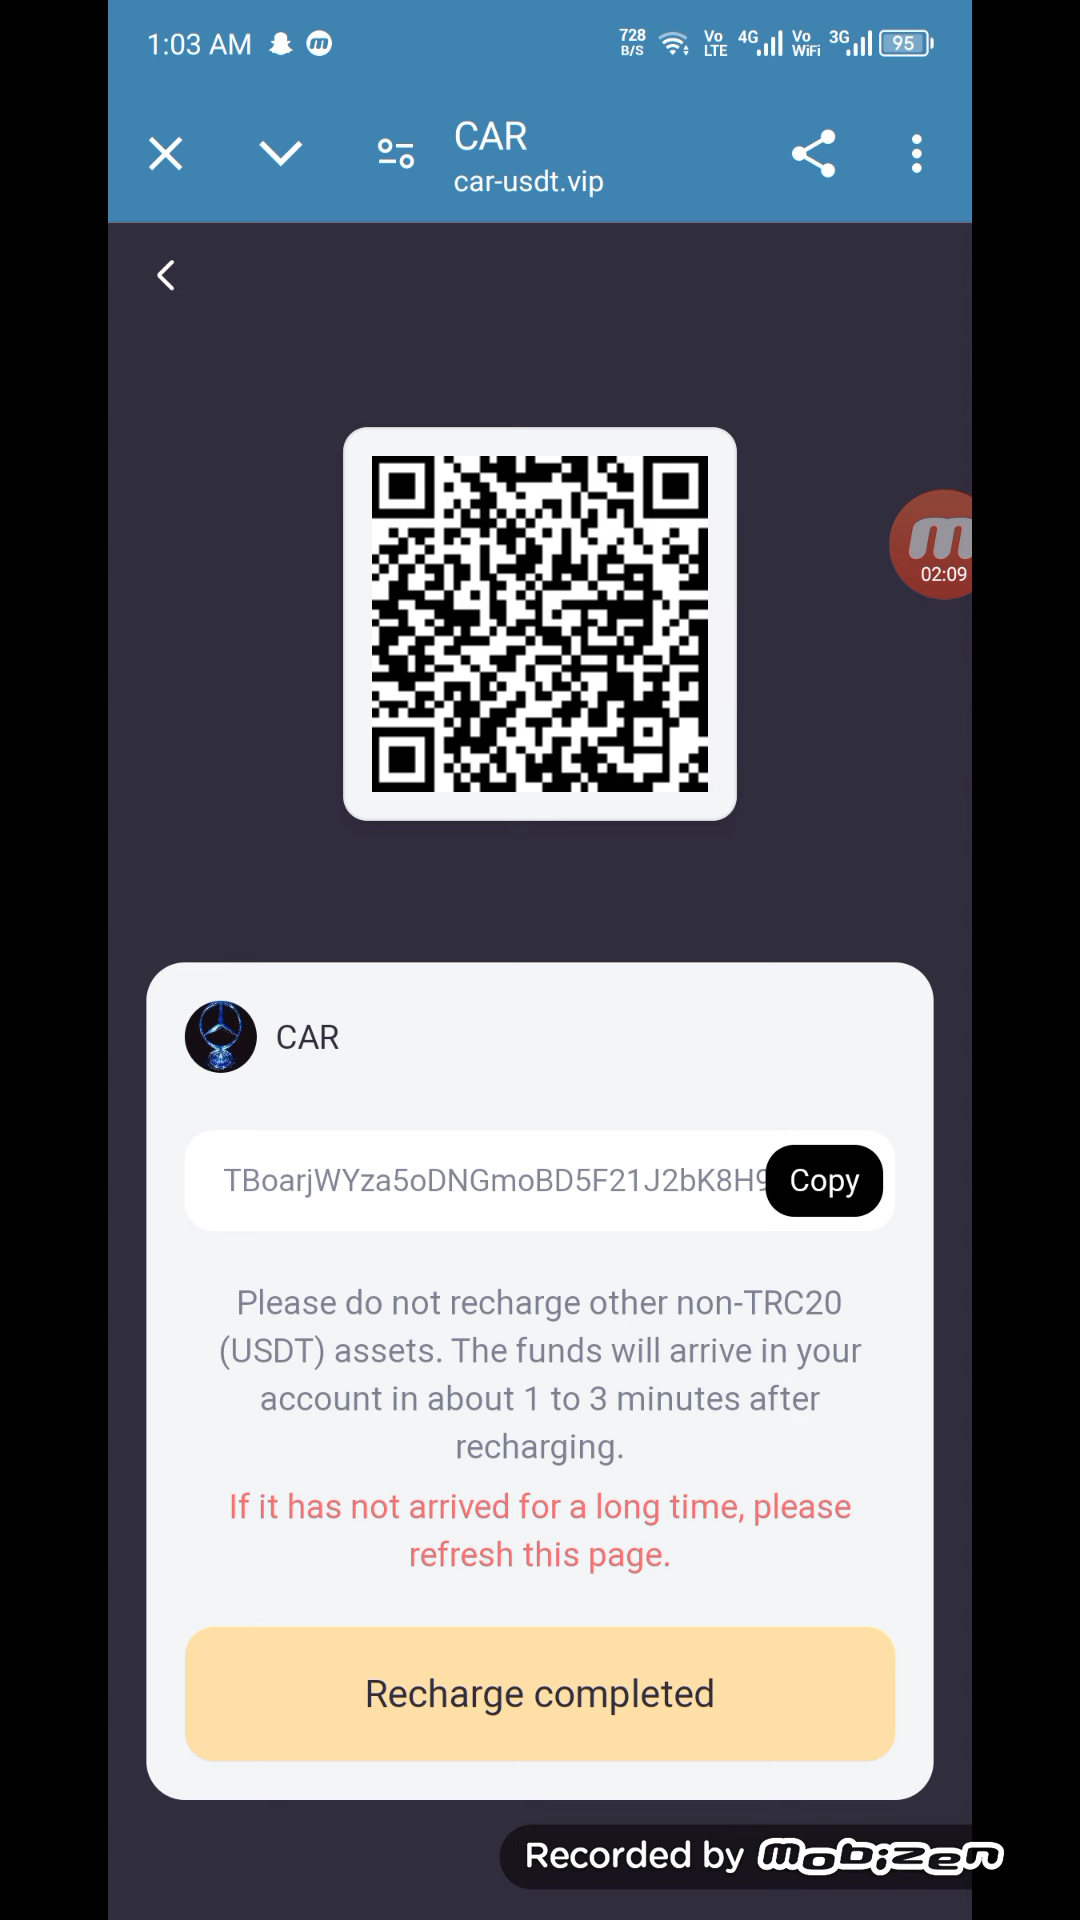 1:03 AM
728 B/S Vo LTE 4G Vo WiFi 3G 95
CAR
car-usdt.vip
02:09
CAR
TBoarjWYza5oDNGmoBD5F21J2bK8H9
Copy
Please do not recharge other non-TRC20
(USDT) assets. The funds will arrive in your
account in about 1 to 3 minutes after
recharging.
If it has not arrived for a long time, please
refresh this page.
Recharge completed
Recorded by mobizen